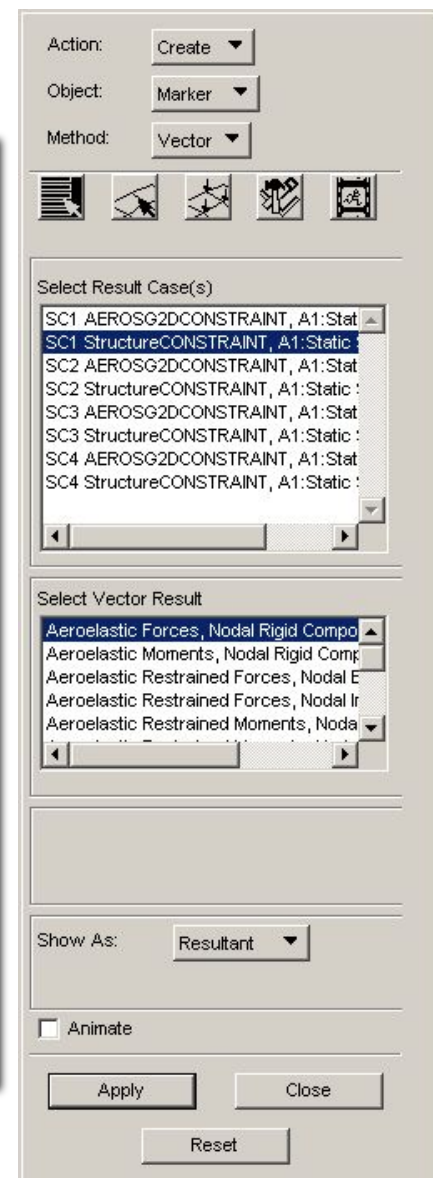 Action: Create
Object: Marker
Method: Vector
Select Result Case(s)
SC1 AEROSG2DCONSTRAINT, A1:Stat
SC1 StructureCONSTRAINT, A1:Static
SC2 AEROSG2DCONSTRAINT, A1:Stat
SC2 StructureCONSTRAINT, A1:Static
SC3 AEROSG2DCONSTRAINT, A1:Stat
SC3 StructureCONSTRAINT, A1:Static
SC4 AEROSG2DCONSTRAINT, A1:Stat
SC4 StructureCONSTRAINT, A1:Static
Select Vector Result
Aeroelastic Forces, Nodal Rigid Compo
Aeroelastic Moments, Nodal Rigid Comp
Aeroelastic Restrained Forces, Nodal E
Aeroelastic Restrained Forces, Nodal Ir
Aeroelastic Restrained Moments, Noda
Show As: Resultant
Animate
Apply Close
Reset